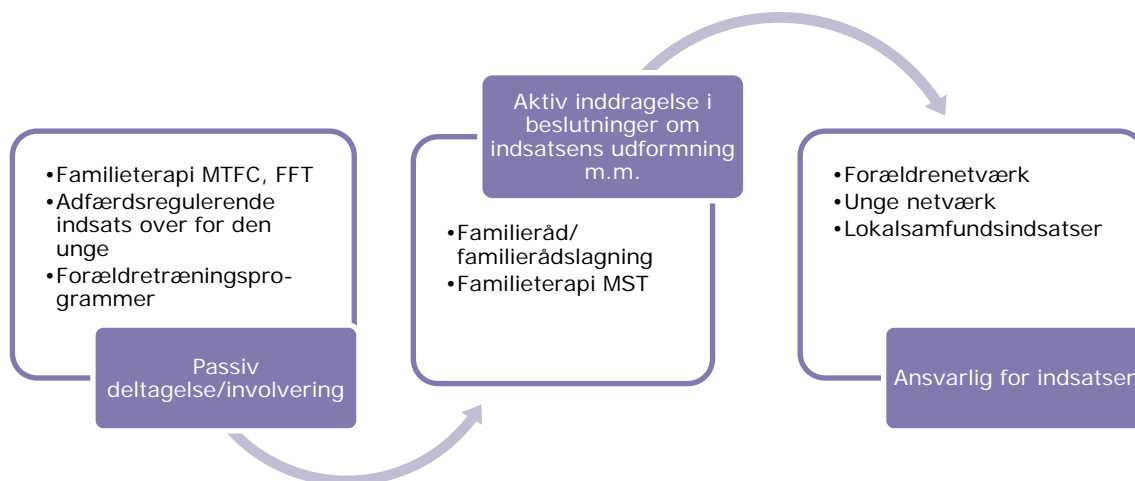 •Familieterapi MTFC, FFT
•Adfærdsregulerende
indsats over for den
unge
•Forældretræningspro-
grammer
Passiv
deltagelse/involvering
Aktiv inddragelse i
beslutninger om
indsatsens udformning
m.m.
•Familieråd/
familierådslagning
•Familieterapi MST
•Forældrenetværk
•Unge netværk
•Lokalsamfundsindsatser
Ansvarlig for indsatsen